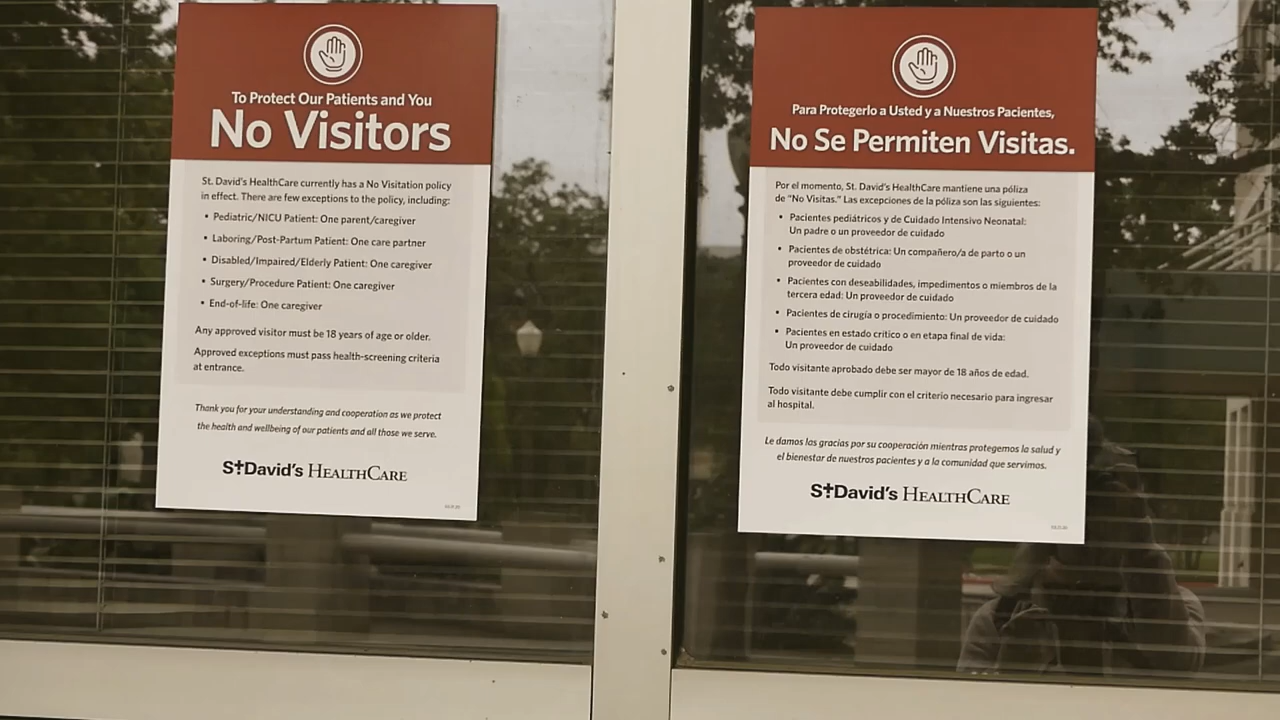 To Protect Our Patients and You
No Visitors
St. David's HealthCare currently has a No Visitation policy
in effect. There are few exceptions to the policy, including:
• Pediatric/NICU Patient: One parent/caregiver
• Laboring/Post-Partum Patient: One care partner
• Disabled/Impaired/Elderly Patient: One caregiver
• Surgery/Procedure Patient: One caregiver
• End-of-life: One caregiver
Any approved visitor must be 18 years of age or older.
Approved exceptions must pass health-screening criteria
at entrance.
Thank you for your understanding and cooperation as we protect
the health and wellbeing of our patients and all those we serve.
St David's HEALTHCARE
Para Protegerlo a Usted y a Nuestros Pacientes,
No Se Permiten Visitas.
Por el momento, St. David's HealthCare mantiene una póliza
de "No Visitas." Las excepciones de la póliza son las siguientes:
• Pacientes pediátricos y de Cuidado Intensivo Neonatal:
Un padre o un proveedor de cuidado
• Pacientes de obstétrica: Un compañero/a de parto o un
proveedor de cuidado
• Pacientes con deseabilidades, impedimentos o miembros de la
tercera edad: Un proveedor de cuidado
• Pacientes de cirugía o procedimiento: Un proveedor de cuidado
• Pacientes en estado crítico o en etapa final de vida:
Un proveedor de cuidado
Todo visitante aprobado debe ser mayor de 18 años de edad.
Todo visitante debe cumplir con el criterio necesario para ingresar
al hospital.
Le damos las gracias por su cooperación mientras protegemos la salud y
el bienestar de nuestros pacientes y a la comunidad que servimos.
St David's HEALTHCARE